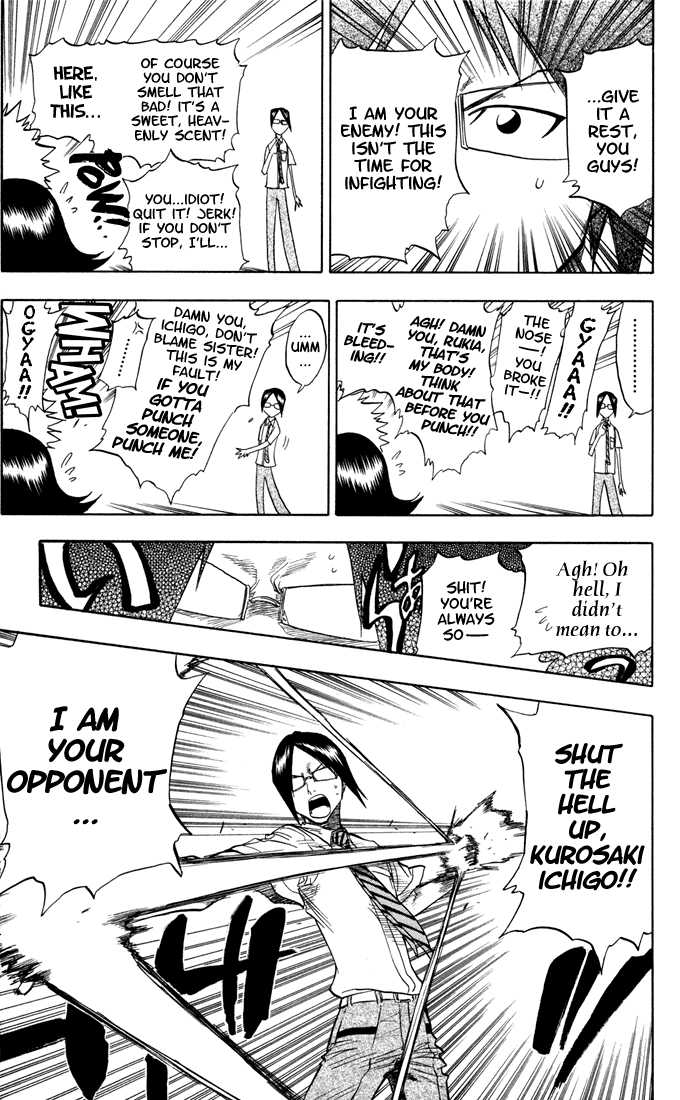 ...GIVE
IT A
REST,
YOU
GUYS!
I AM YOUR
ENEMY! THIS
ISN'T THE
TIME FOR
INFIGHTING!
OF COURSE
YOU DON'T
SMELL THAT
BAD! IT'S A
SWEET, HEAV-
ENLY SCENT!
YOU...IDIOT!
QUIT IT! JERK!
IF YOU DON'T
STOP, I'LL...
HERE,
LIKE
THIS...
POW!!
..........
GYAAA!!
THE
NOSE
—!
YOU
BROKE
IT—!!
AGH! DAMN
YOU, RUKIA,
THAT'S
MY BODY!
THINK
ABOUT THAT
BEFORE YOU
PUNCH!!
IT'S
BLEED-
ING!!
...
UMM
...
DAMN YOU,
ICHIGO, DON'T
BLAME SISTER!
THIS IS MY
FAULT!
IF YOU
GOTTA
PUNCH
SOMEONE,
PUNCH ME!
..........
WHAM!
OGYAA!!
Agh! Oh
hell, I
didn't
mean to...
SHIT!
YOU'RE
ALWAYS
SO—
SHUT
THE
HELL
UP,
KUROSAKI
ICHIGO!!
I AM
YOUR
OPPONENT
...